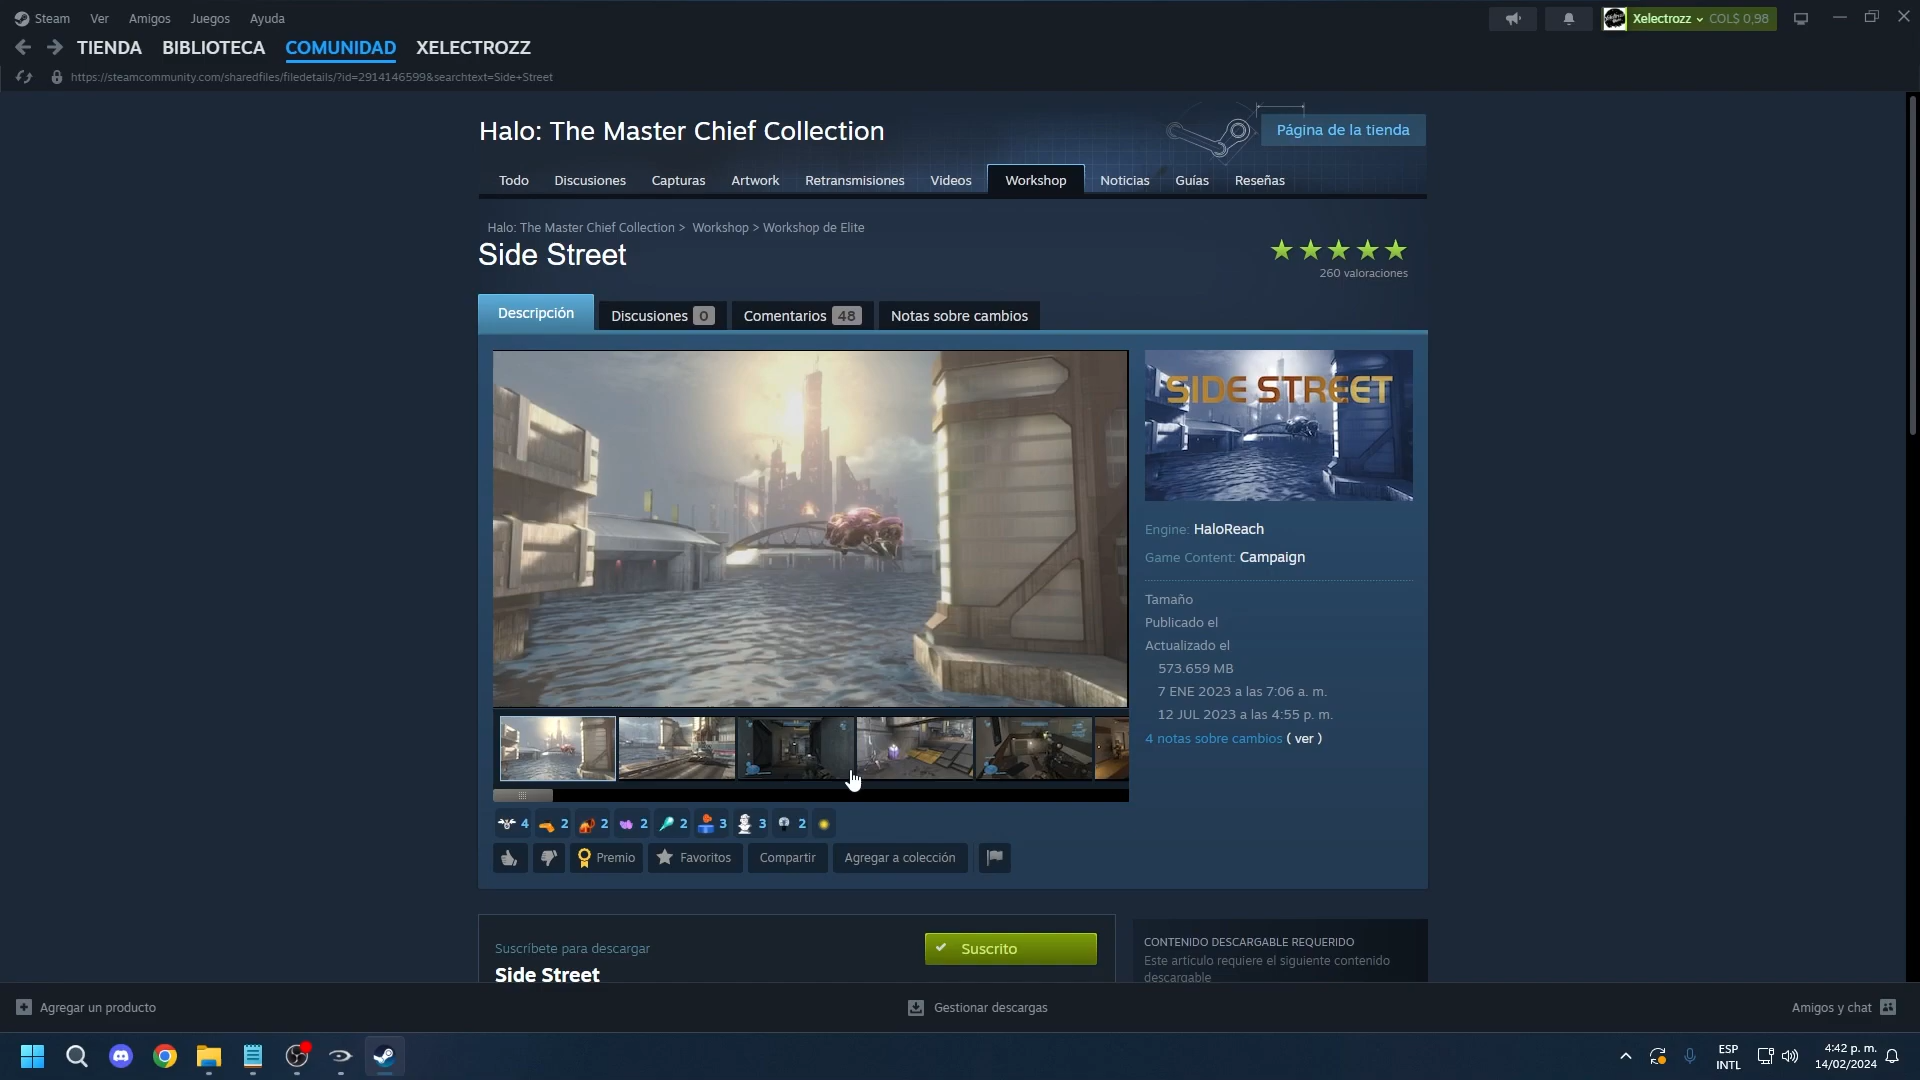 Steam Ver Amigos Juegos Ayuda
Xelectrozz COL$ 0,98
TIENDA BIBLIOTECA COMUNIDAD XELECTROZZ
https://steamcommunity.com/sharedfiles/filedetails/?id=2914146599&searchtext=Side+Street
Halo: The Master Chief Collection
Página de la tienda
Todo Discusiones Capturas Artwork Retransmisiones Videos Workshop Noticias Guías Reseñas
Halo: The Master Chief Collection > Workshop > Workshop de Elite
Side Street
260 valoraciones
Descripción Discusiones 0 Comentarios 48 Notas sobre cambios
SIDE STREET
Engine: HaloReach
Game Content: Campaign
Tamaño
Publicado el
Actualizado el
573.659 MB
7 ENE 2023 a las 7:06 a. m.
12 JUL 2023 a las 4:55 p. m.
4 notas sobre cambios ( ver )
4 2 2 2 2 3 3 2
Premio Favoritos Compartir Agregar a colección
Suscríbete para descargar
Side Street
Suscrito
CONTENIDO DESCARGABLE REQUERIDO
Este artículo requiere el siguiente contenido
descargable
Agregar un producto Gestionar descargas Amigos y chat
ESP
INTL
4:42 p. m.
14/02/2024